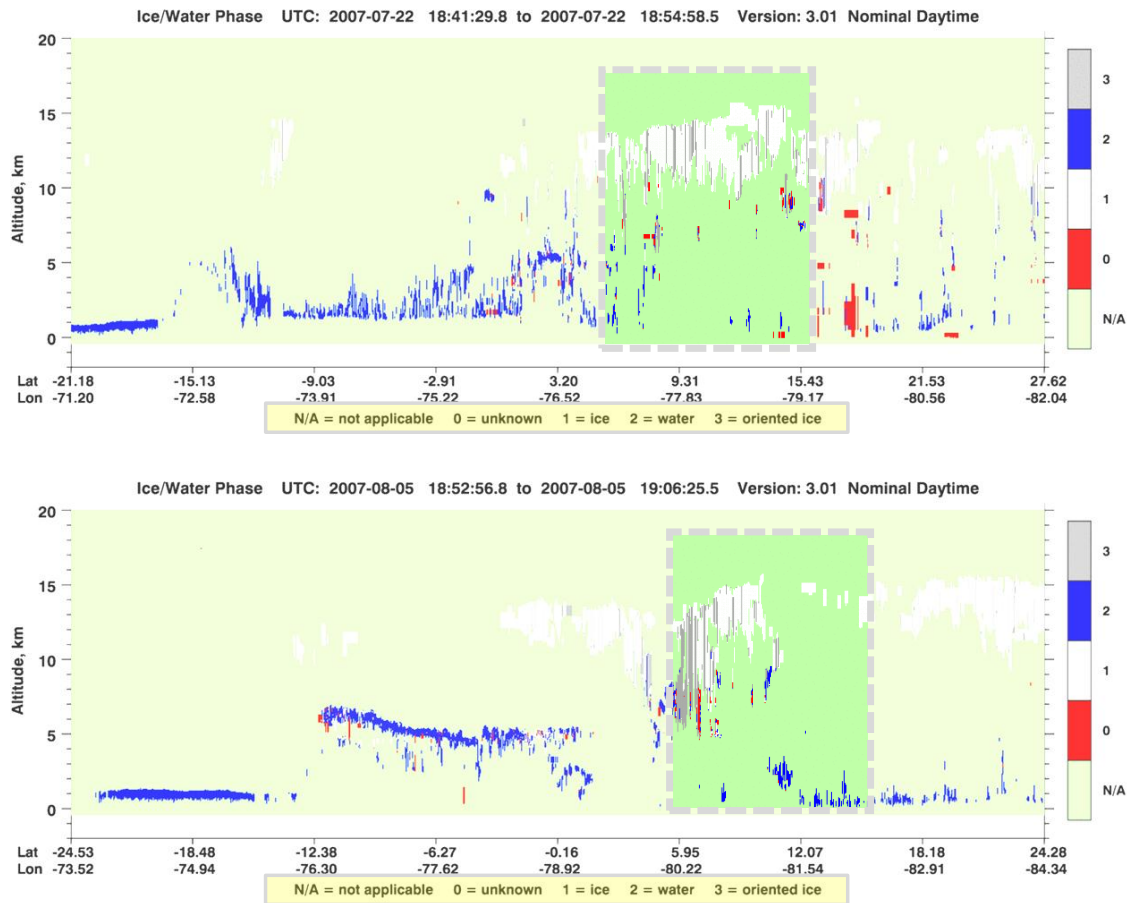 Ice/Water Phase UTC: 2007-07-22 18:41:29.8 to 2007-07-22 18:54:58.5 Version: 3.01 Nominal Daytime
20
15
10
5
0
Altitude, km
3
2
1
0
N/A
Lat -21.18 -15.13 -9.03 -2.91 3.20 9.31 15.43 21.53 27.62
Lon -71.20 -72.58 -73.91 -75.22 -76.52 -77.83 -79.17 -80.56 -82.04
N/A = not applicable 0 = unknown 1 = ice 2 = water 3 = oriented ice
Ice/Water Phase UTC: 2007-08-05 18:52:56.8 to 2007-08-05 19:06:25.5 Version: 3.01 Nominal Daytime
20
15
10
5
0
Altitude, km
3
2
1
0
N/A
Lat -24.53 -18.48 -12.38 -6.27 -0.16 5.95 12.07 18.18 24.28
Lon -73.52 -74.94 -76.30 -77.62 -78.92 -80.22 -81.54 -82.91 -84.34
N/A = not applicable 0 = unknown 1 = ice 2 = water 3 = oriented ice